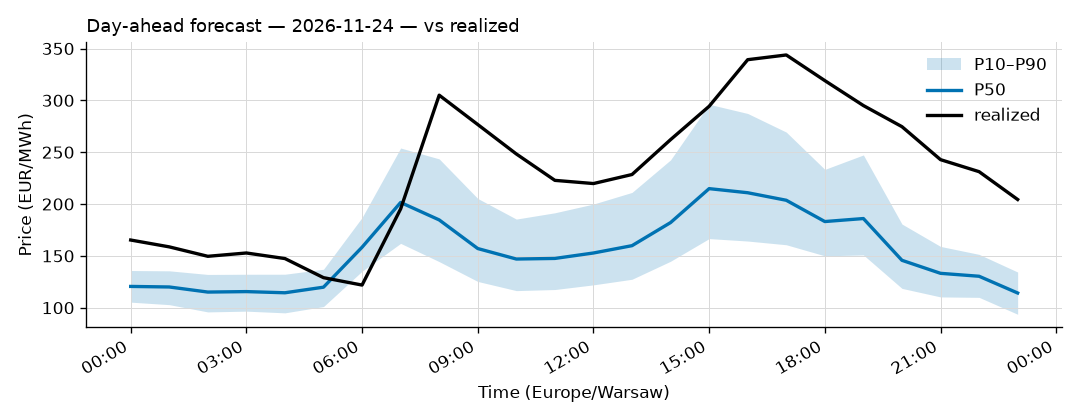 Day-ahead forecast — 2026-11-24 — vs realized
Price (EUR/MWh)
350
300
250
200
150
100
P10–P90
P50
realized
00:00
03:00
06:00
09:00
12:00
15:00
18:00
21:00
00:00
Time (Europe/Warsaw)